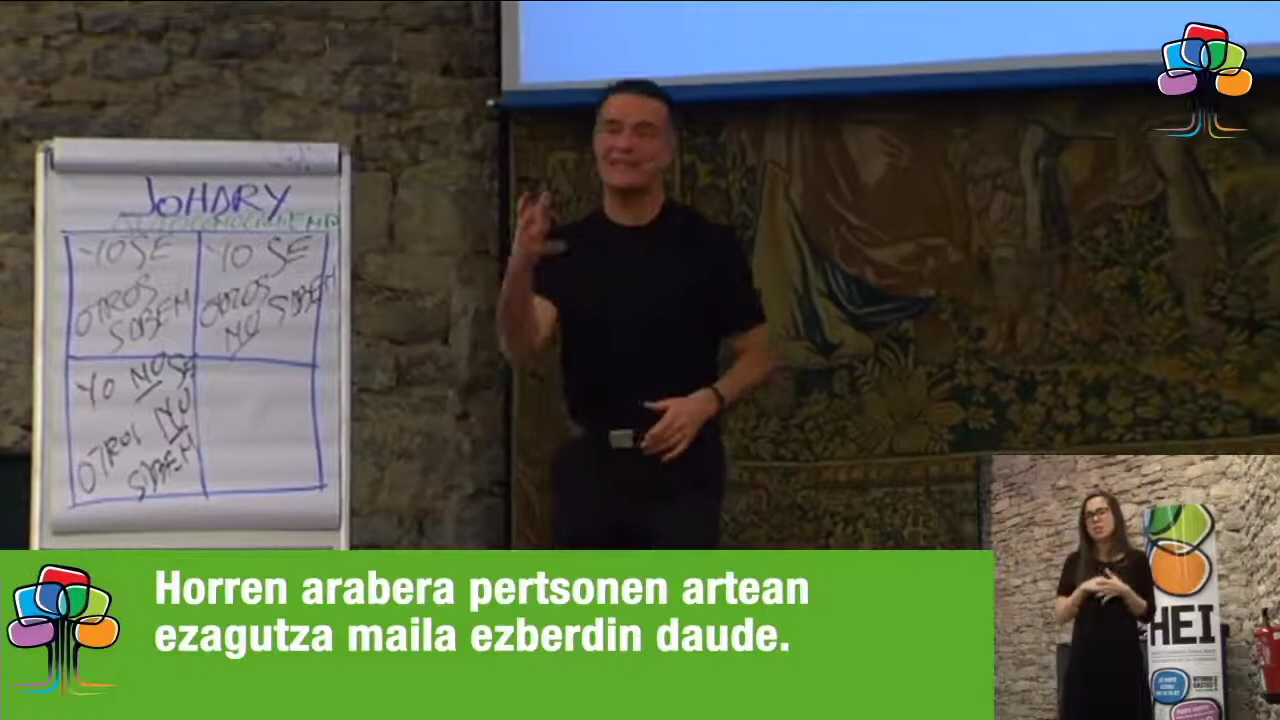 JOHARY
AUTOCONOCIMIENTO
YO SE
OTROS
SABEN
YO SE
OTROS
NO SABEN
YO NO SE
OTROS NO
SABEN
Horren arabera pertsonen artean
ezagutza maila ezberdin daude.
HEI